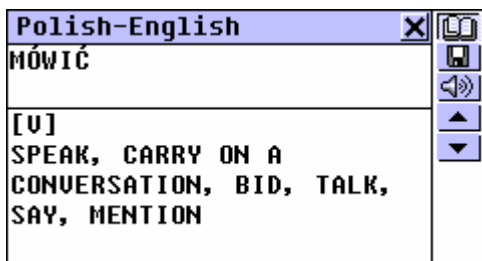 Polish-English
MÓWIĆ
[V]
SPEAK, CARRY ON A
CONVERSATION, BID, TALK,
SAY, MENTION